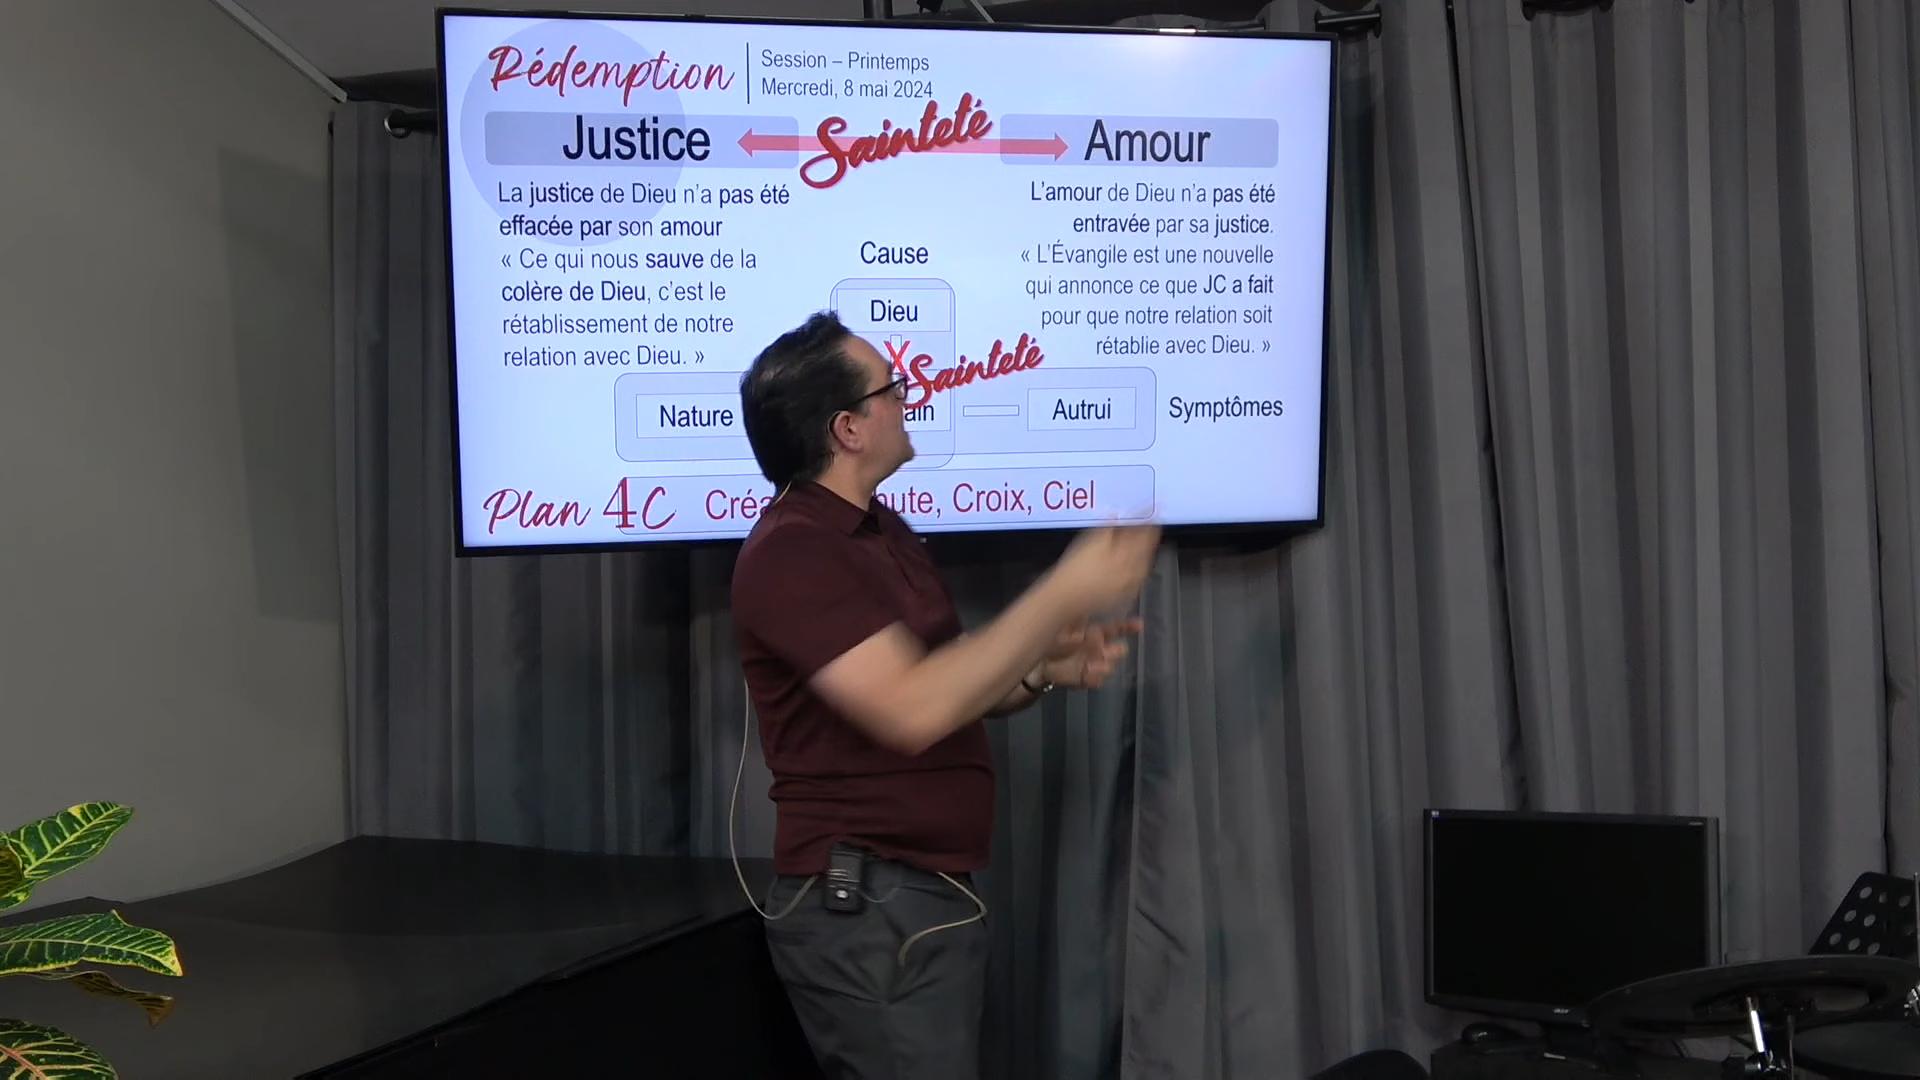 Rédemption
Session – Printemps
Mercredi, 8 mai 2024
Justice
Sainteté
Amour
La justice de Dieu n'a pas été
effacée par son amour
« Ce qui nous sauve de la
colère de Dieu, c'est le
rétablissement de notre
relation avec Dieu. »
L'amour de Dieu n'a pas été
entravée par sa justice.
« L'Évangile est une nouvelle
qui annonce ce que JC a fait
pour que notre relation soit
rétablie avec Dieu. »
Cause
Dieu
X
Sainteté
Nature
ain
Autrui
Symptômes
Plan 4C
Créa hute, Croix, Ciel